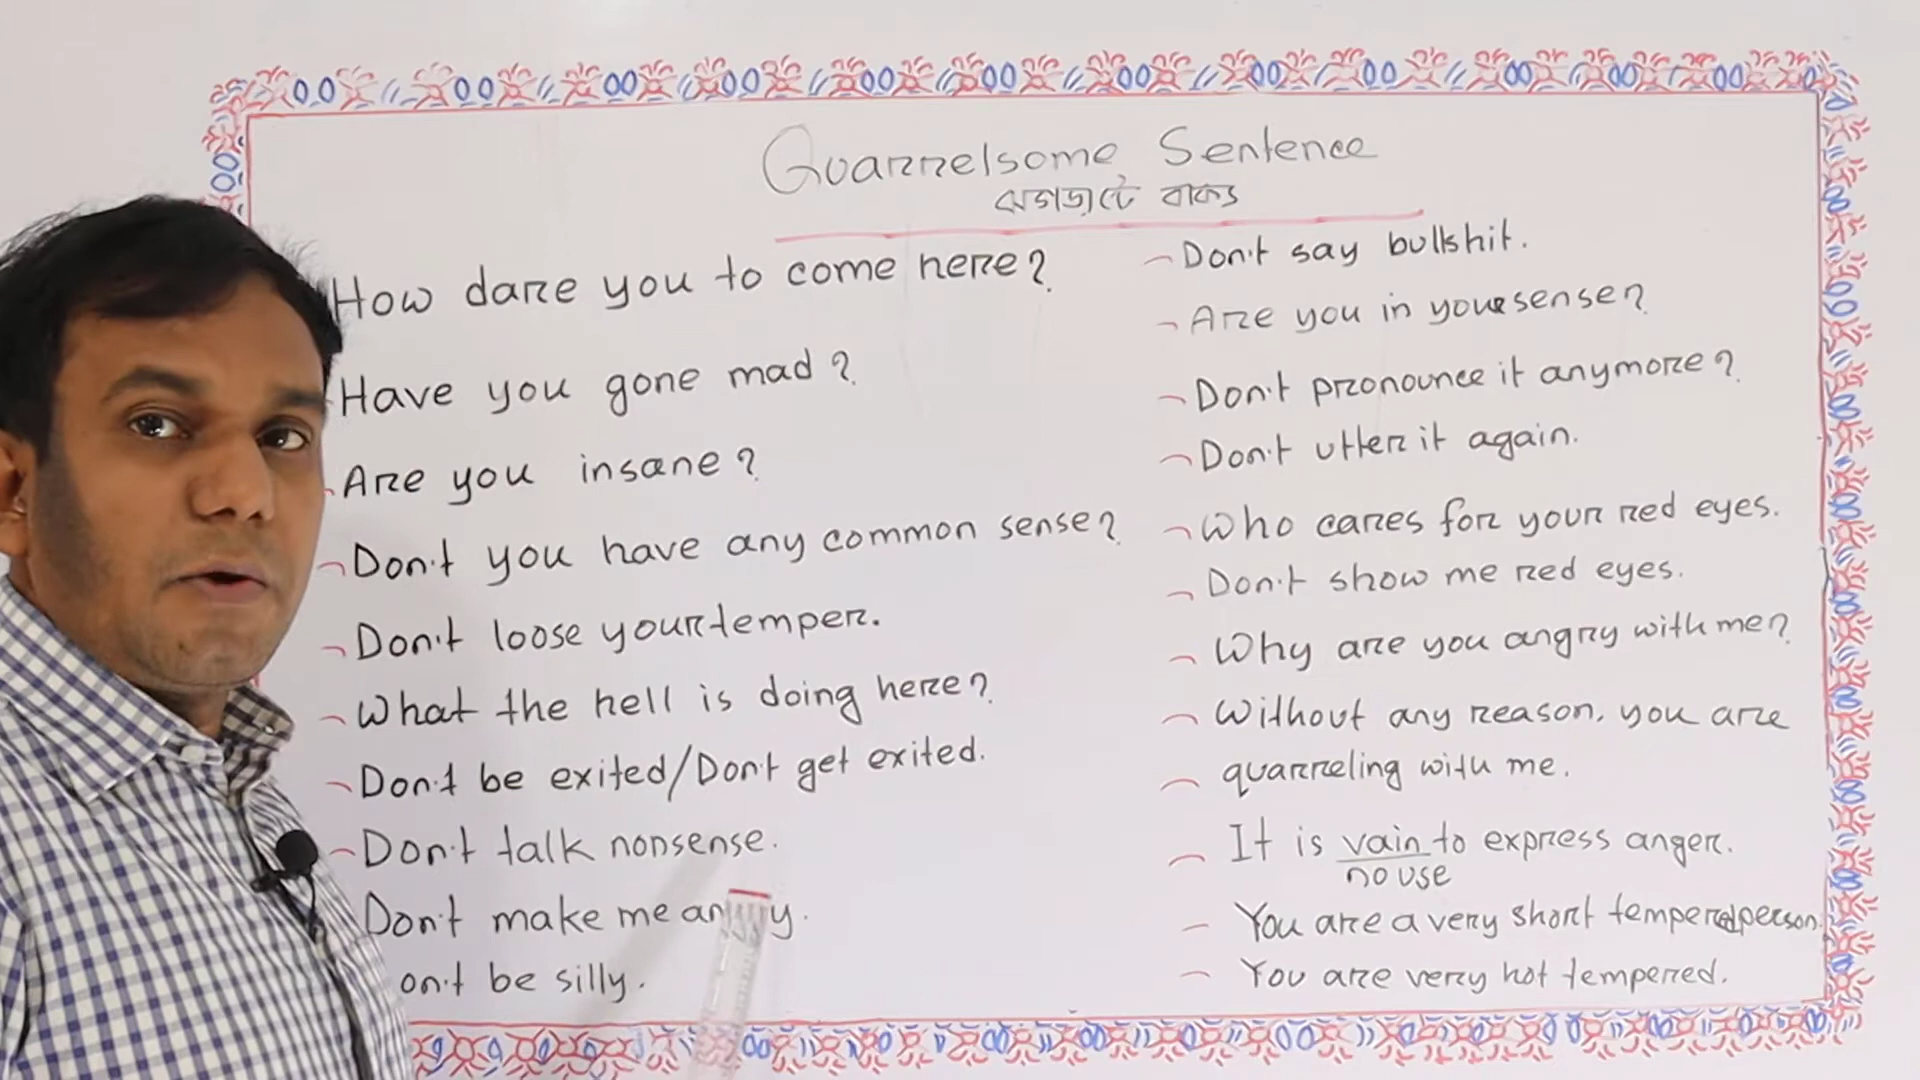 Quarrelsome Sentence
ঝগড়াটে বাক্য
How dare you to come here?
Have you gone mad?
Are you insane?
Don't you have any common sense?
Don't loose your temper.
What the hell is doing here?
Don't be exited/Don't get exited.
Don't talk nonsense.
Don't make me angry.
on't be silly.
Don't say bullshit.
Are you in your sense?
Don't pronounce it anymore?
Don't utter it again.
Who cares for your red eyes.
Don't show me red eyes.
Why are you angry with me?
Without any reason, you are
quarreling with me.
It is vain to express anger.
no use
You are a very short tempered person.
You are very hot tempered.